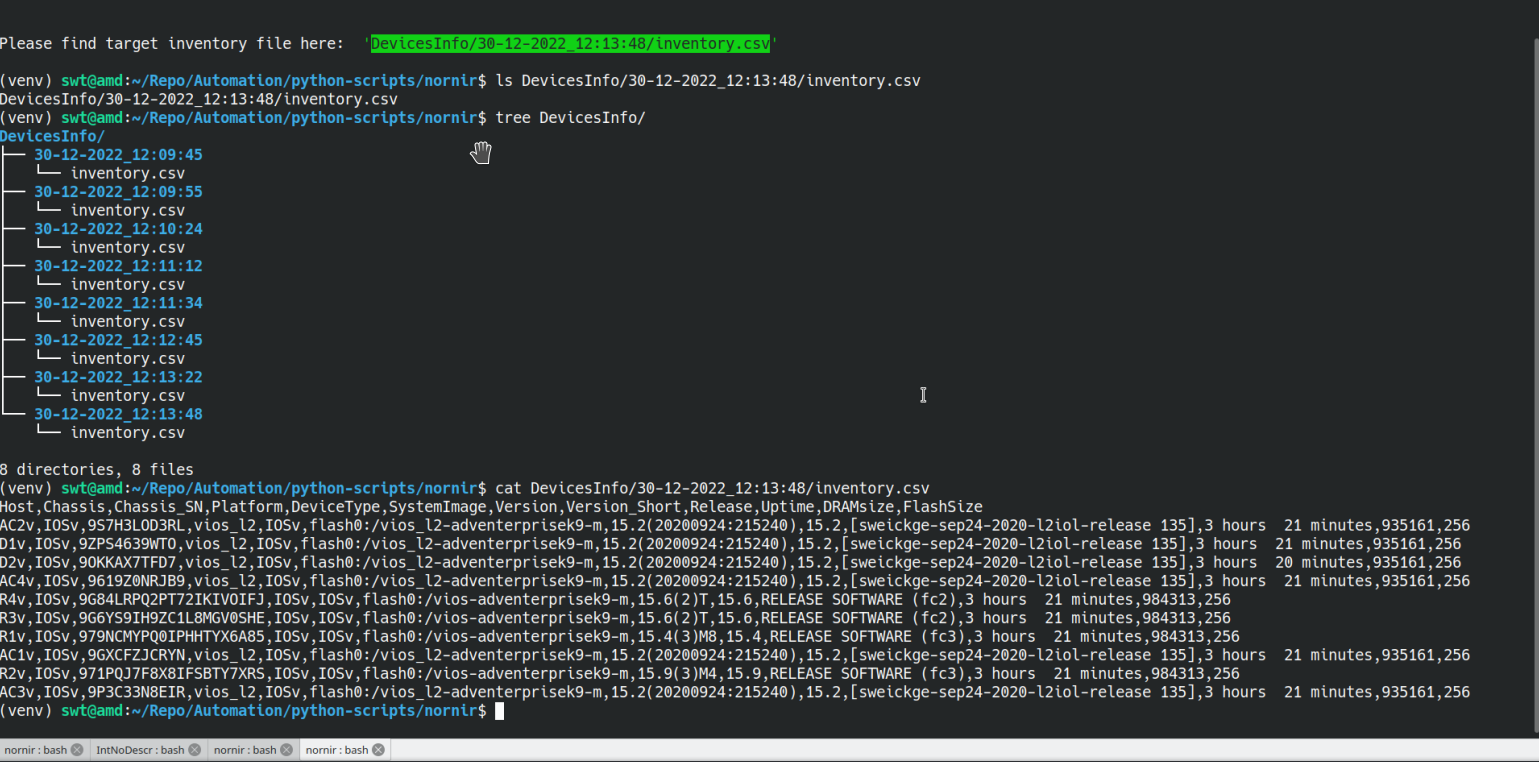 Please find target inventory file here:  'DevicesInfo/30-12-2022_12:13:48/inventory.csv'
(venv) swt@amd:~/Repo/Automation/python-scripts/nornir$ ls DevicesInfo/30-12-2022_12:13:48/inventory.csv
DevicesInfo/30-12-2022_12:13:48/inventory.csv
(venv) swt@amd:~/Repo/Automation/python-scripts/nornir$ tree DevicesInfo/
DevicesInfo/
├── 30-12-2022_12:09:45
│   └── inventory.csv
├── 30-12-2022_12:09:55
│   └── inventory.csv
├── 30-12-2022_12:10:24
│   └── inventory.csv
├── 30-12-2022_12:11:12
│   └── inventory.csv
├── 30-12-2022_12:11:34
│   └── inventory.csv
├── 30-12-2022_12:12:45
│   └── inventory.csv
├── 30-12-2022_12:13:22
│   └── inventory.csv
└── 30-12-2022_12:13:48
    └── inventory.csv
8 directories, 8 files
(venv) swt@amd:~/Repo/Automation/python-scripts/nornir$ cat DevicesInfo/30-12-2022_12:13:48/inventory.csv
Host,Chassis,Chassis_SN,Platform,DeviceType,SystemImage,Version,Version_Short,Release,Uptime,DRAMsize,FlashSize
AC2v,IOSv,9S7H3LOD3RL,vios_l2,IOSv,flash0:/vios_l2-adventerprisek9-m,15.2(20200924:215240),15.2,[sweickge-sep24-2020-l2iol-release 135],3 hours  21 minutes,935161,256
D1v,IOSv,9ZPS4639WTO,vios_l2,IOSv,flash0:/vios_l2-adventerprisek9-m,15.2(20200924:215240),15.2,[sweickge-sep24-2020-l2iol-release 135],3 hours  21 minutes,935161,256
D2v,IOSv,9OKKAX7TFD7,vios_l2,IOSv,flash0:/vios_l2-adventerprisek9-m,15.2(20200924:215240),15.2,[sweickge-sep24-2020-l2iol-release 135],3 hours  20 minutes,935161,256
AC4v,IOSv,9619Z0NRJB9,vios_l2,IOSv,flash0:/vios_l2-adventerprisek9-m,15.2(20200924:215240),15.2,[sweickge-sep24-2020-l2iol-release 135],3 hours  21 minutes,935161,256
R4v,IOSv,9G84LRPQ2PT72IKIVOIFJ,IOSv,IOSv,flash0:/vios-adventerprisek9-m,15.6(2)T,15.6,RELEASE SOFTWARE (fc2),3 hours  21 minutes,984313,256
R3v,IOSv,9G6YS9IH9ZC1L8MGV0SHE,IOSv,IOSv,flash0:/vios-adventerprisek9-m,15.6(2)T,15.6,RELEASE SOFTWARE (fc2),3 hours  21 minutes,984313,256
R1v,IOSv,979NCMYPQ0IPHHTYX6A85,IOSv,IOSv,flash0:/vios-adventerprisek9-m,15.4(3)M8,15.4,RELEASE SOFTWARE (fc3),3 hours  21 minutes,984313,256
AC1v,IOSv,9GXCFZJCRYN,vios_l2,IOSv,flash0:/vios_l2-adventerprisek9-m,15.2(20200924:215240),15.2,[sweickge-sep24-2020-l2iol-release 135],3 hours  21 minutes,935161,256
R2v,IOSv,971PQJ7F8X8IFSBTY7XRS,IOSv,IOSv,flash0:/vios-adventerprisek9-m,15.9(3)M4,15.9,RELEASE SOFTWARE (fc3),3 hours  21 minutes,984313,256
AC3v,IOSv,9P3C33N8EIR,vios_l2,IOSv,flash0:/vios_l2-adventerprisek9-m,15.2(20200924:215240),15.2,[sweickge-sep24-2020-l2iol-release 135],3 hours  21 minutes,935161,256
(venv) swt@amd:~/Repo/Automation/python-scripts/nornir$
nornir : bash IntNoDescr : bash nornir : bash nornir : bash